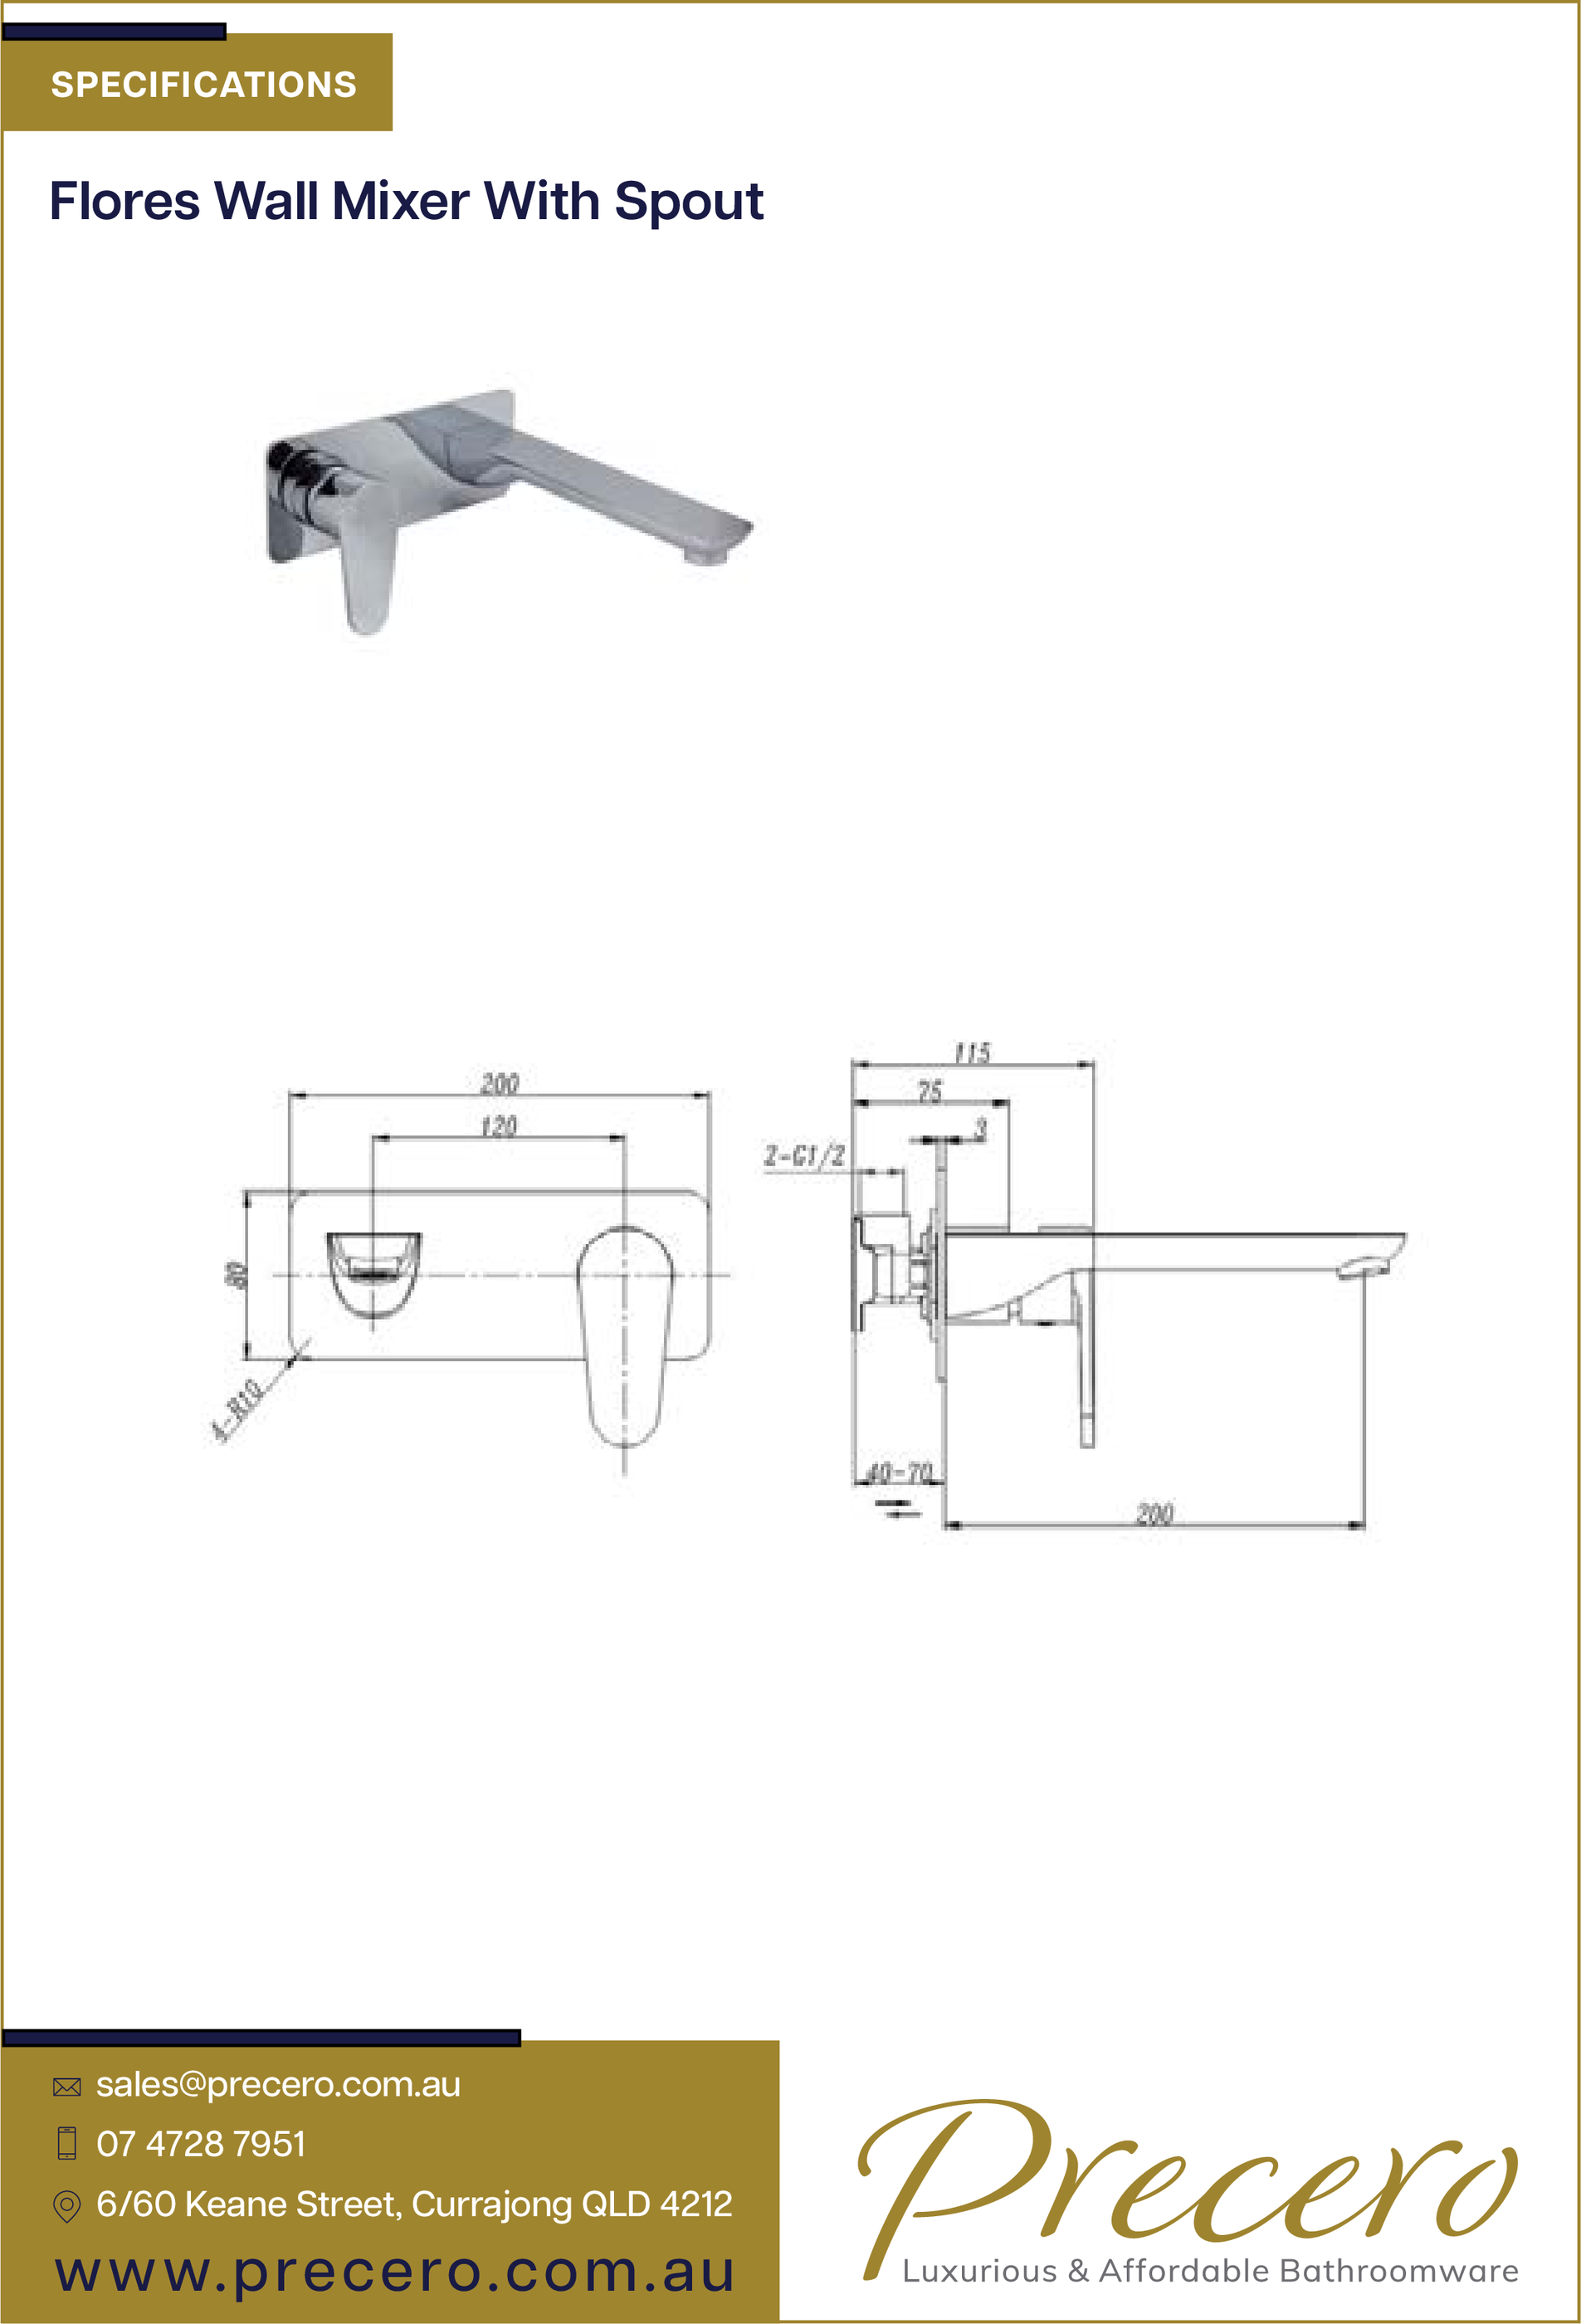 SPECIFICATIONS
Flores Wall Mixer With Spout
115
200
75
120
3
2-G1/2
80
4-R10
40-70
200
sales@precero.com.au
07 4728 7951
6/60 Keane Street, Currajong QLD 4212
www.precero.com.au
Precero
Luxurious & Affordable Bathroomware